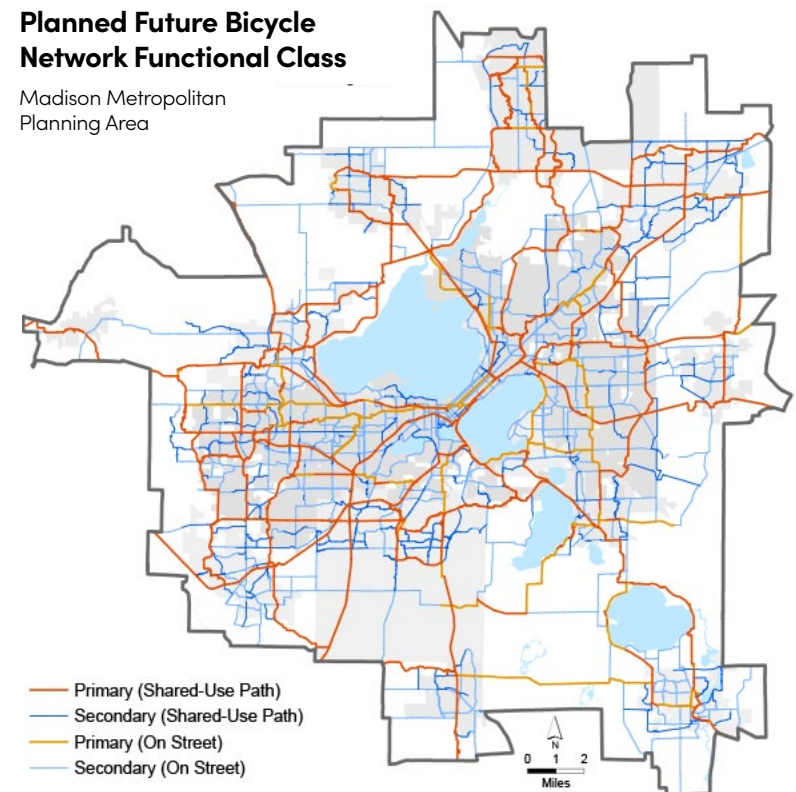 Planned Future Bicycle
Network Functional Class
Madison Metropolitan
Planning Area
Primary (Shared-Use Path)
Secondary (Shared-Use Path)
Primary (On Street)
Secondary (On Street)
N
0 1 2
Miles